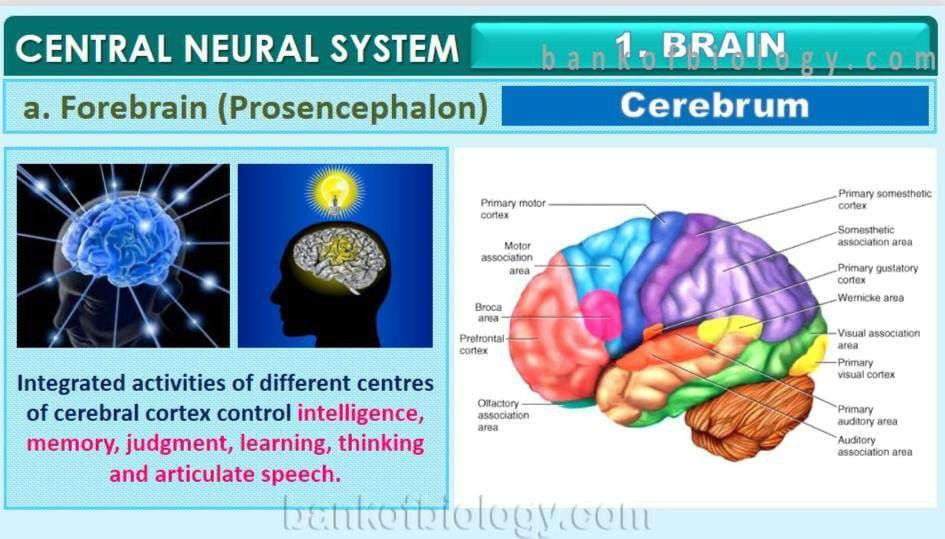 CENTRAL NEURAL SYSTEM
1. BRAIN
bankofbiology.com
a. Forebrain (Prosencephalon)
Cerebrum
Integrated activities of different centres
of cerebral cortex control intelligence,
memory, judgment, learning, thinking
and articulate speech.
Primary motor
cortex
Motor
association
area
Broca
area
Prefrontal
cortex
Olfactory
association
area
Primary somesthetic
cortex
Somesthetic
association area
Primary gustatory
cortex
Wernicke area
Visual association
area
Primary
visual cortex
Primary
auditory area
Auditory
association area
bankofbiology.com